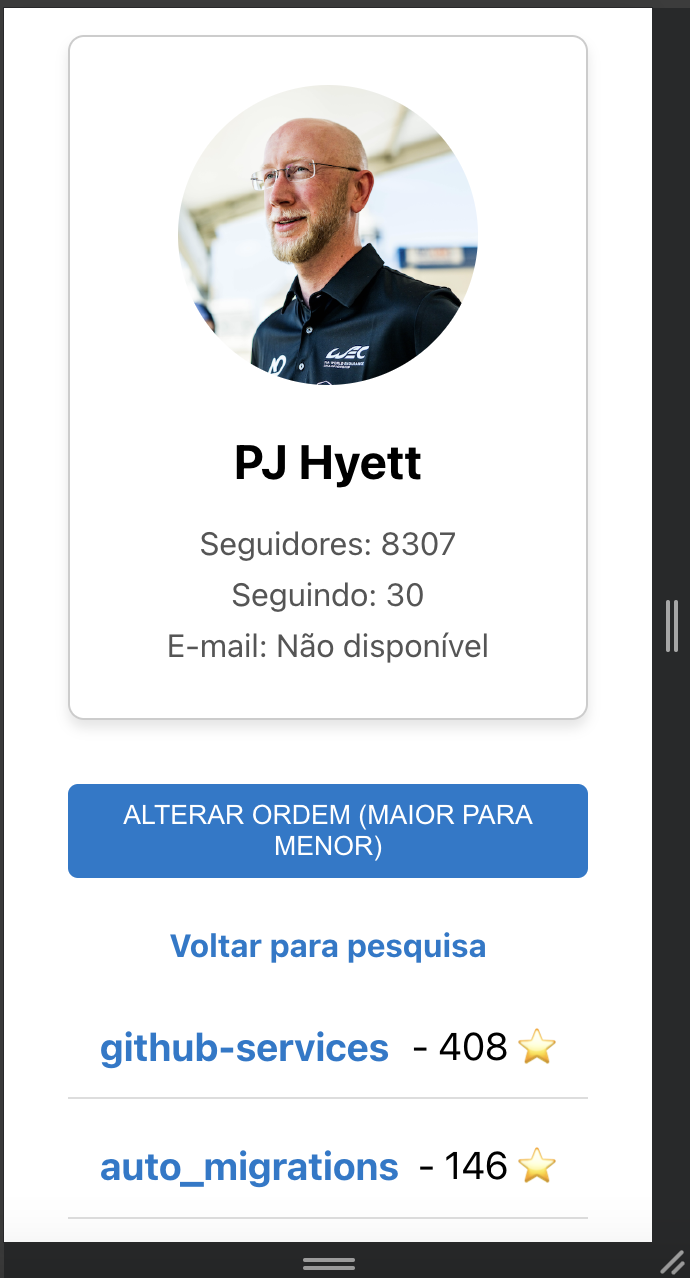 WEC
PJ Hyett
Seguidores: 8307
Seguindo: 30
E-mail: Não disponível
ALTERAR ORDEM (MAIOR PARA
MENOR)
Voltar para pesquisa
github-services - 408 ⭐
auto_migrations - 146 ⭐